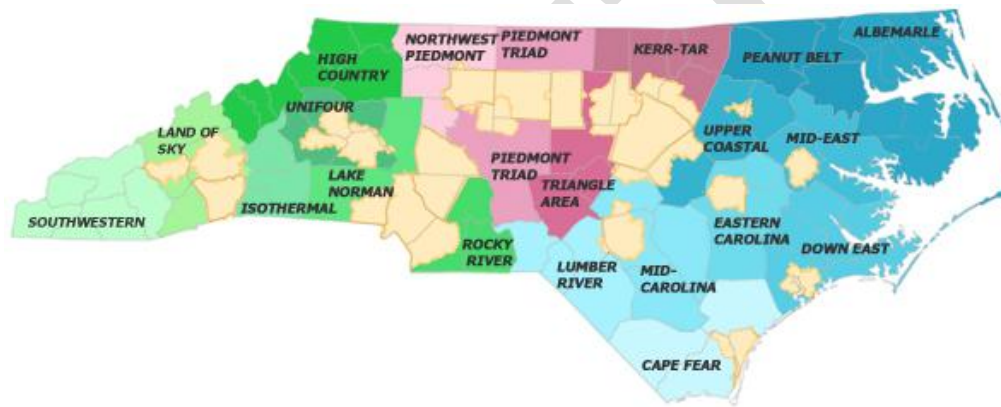 ALBEMARLE
NORTHWEST
PIEDMONT
PIEDMONT
TRIAD
KERR-TAR
PEANUT BELT
HIGH
COUNTRY
UNIFOUR
LAND OF
SKY
UPPER
COASTAL
MID-EAST
PIEDMONT
TRIAD
LAKE
NORMAN
TRIANGLE
AREA
ISOTHERMAL
SOUTHWESTERN
EASTERN
CAROLINA
ROCKY
RIVER
DOWN EAST
LUMBER
RIVER
MID-
CAROLINA
CAPE FEAR